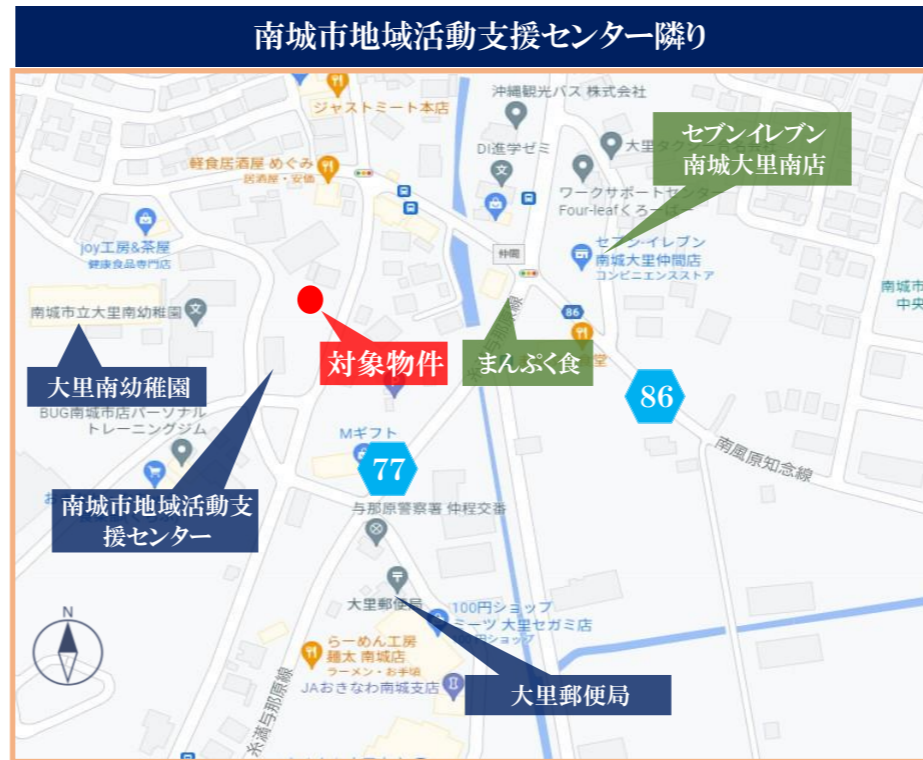 南城市地域活動支援センター隣り
ジャストミート本店
沖縄観光バス 株式会社
DI進学ゼミ
セブンイレブン
南城大里南店
軽食居酒屋 めぐみ
居酒屋・安価
ワークサポートセンター
Four-leafくろーばー
joy工房&茶屋
健康食品専門店
仲間
セブン-イレブン
南城大里仲間店
コンビニエンスストア
南城市
中央
南城市立大里南幼稚園
86
対象物件
まんぷく食
堂
大里南幼稚園
86
BUG南城市店パーソナル
トレーニングジム
Mギフト
77
南風原知念線
南城市地域活動支
援センター
与那原警察署 仲程交番
大里郵便局
100円ショップ
ミーツ 大里セガミ店
N
らーめん工房
麺太 南城店
ラーメン・お手頃
JAおきなわ南城支店
大里郵便局
糸満与那原線